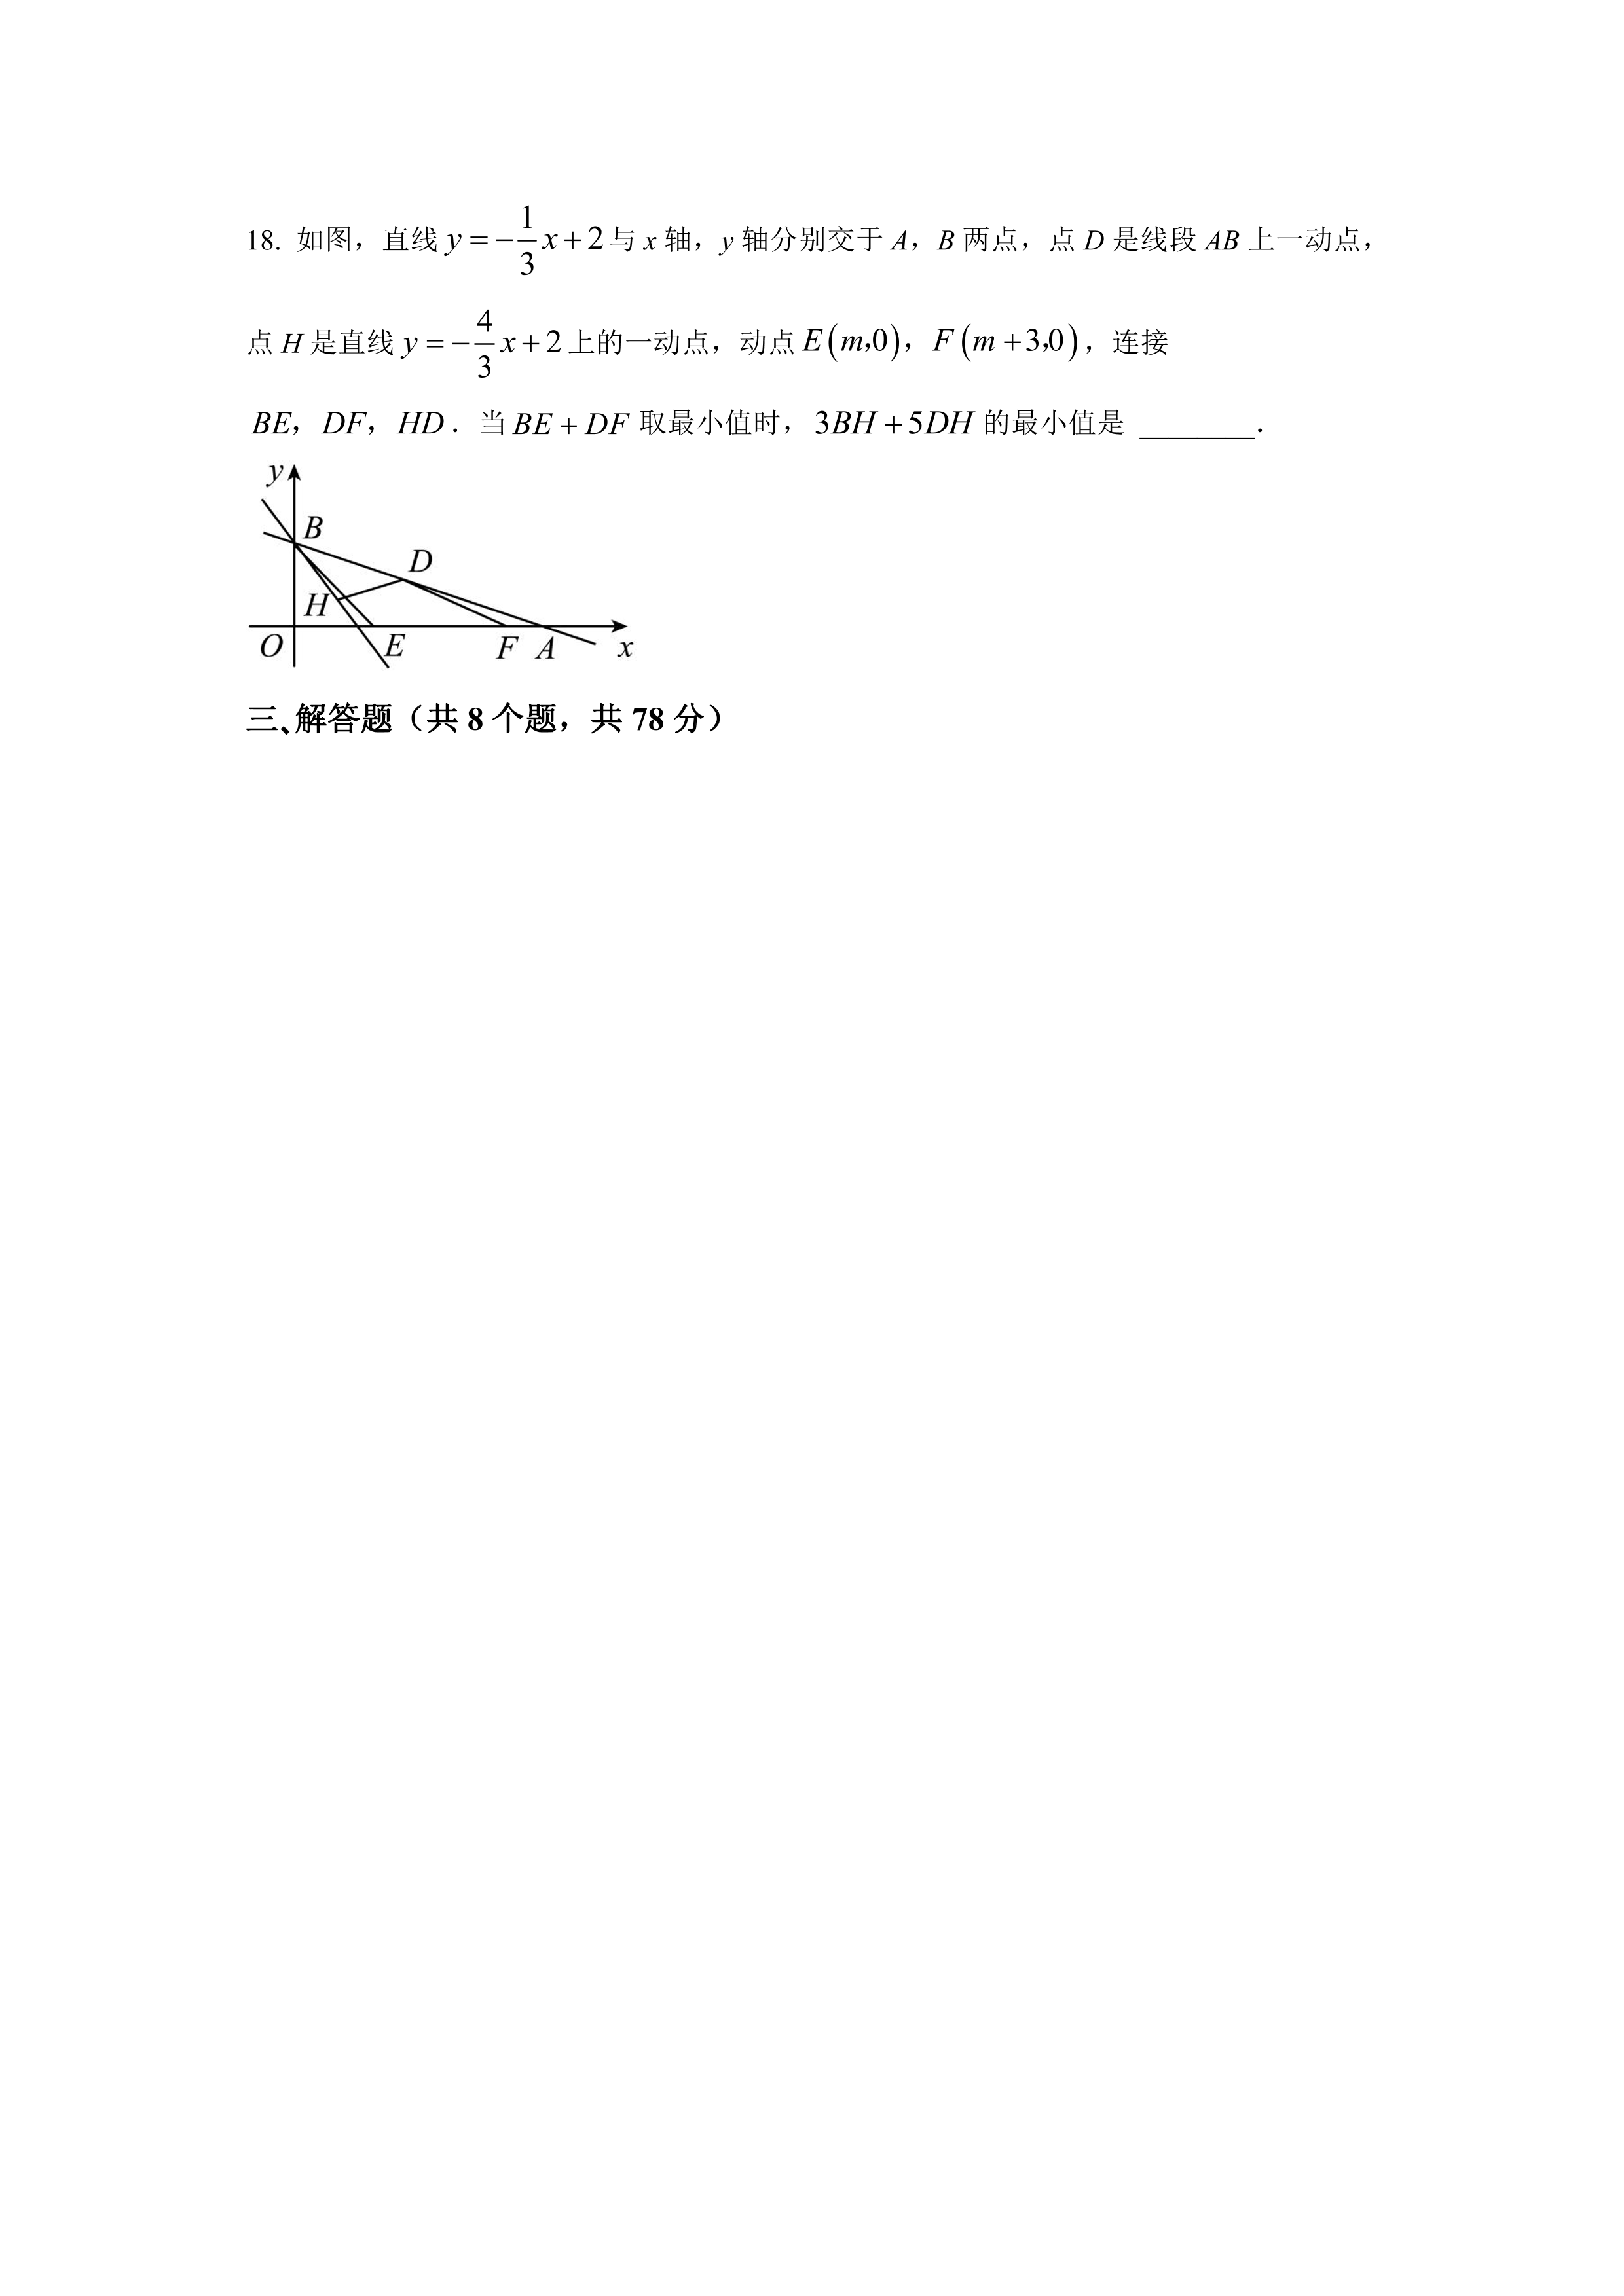 18. 如图，直线 $y=-\frac{1}{3}x+2$ 与 x 轴，y 轴分别交于 A，B 两点，点 D 是线段 AB 上一动点，
点 H 是直线 $y=-\frac{4}{3}x+2$ 上的一动点，动点 $E(m,0)$，$F(m+3,0)$，连接
BE，DF，HD．当 BE+DF 取最小值时，3BH+5DH 的最小值是 ________．
y
B
D
H
O
E
F
A
x
三、解答题（共 8 个题，共 78 分）